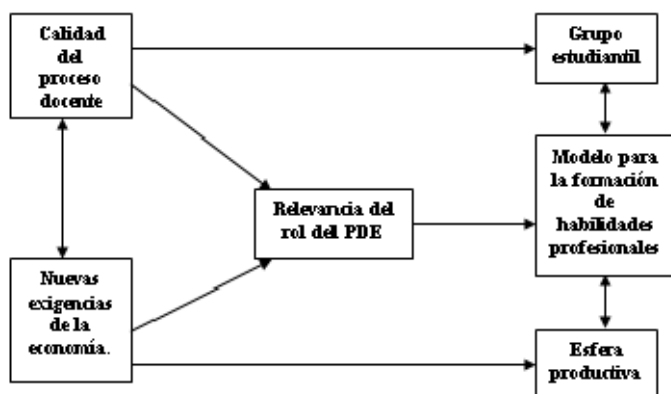 Calidad
del
proceso
docente
Grupo
estudiantil
Modelo para
la formación
de
habilidades
profesionales
Relevancia del
rol del PDE
Nuevas
exigencias
de la
economía.
Esfera
productiva